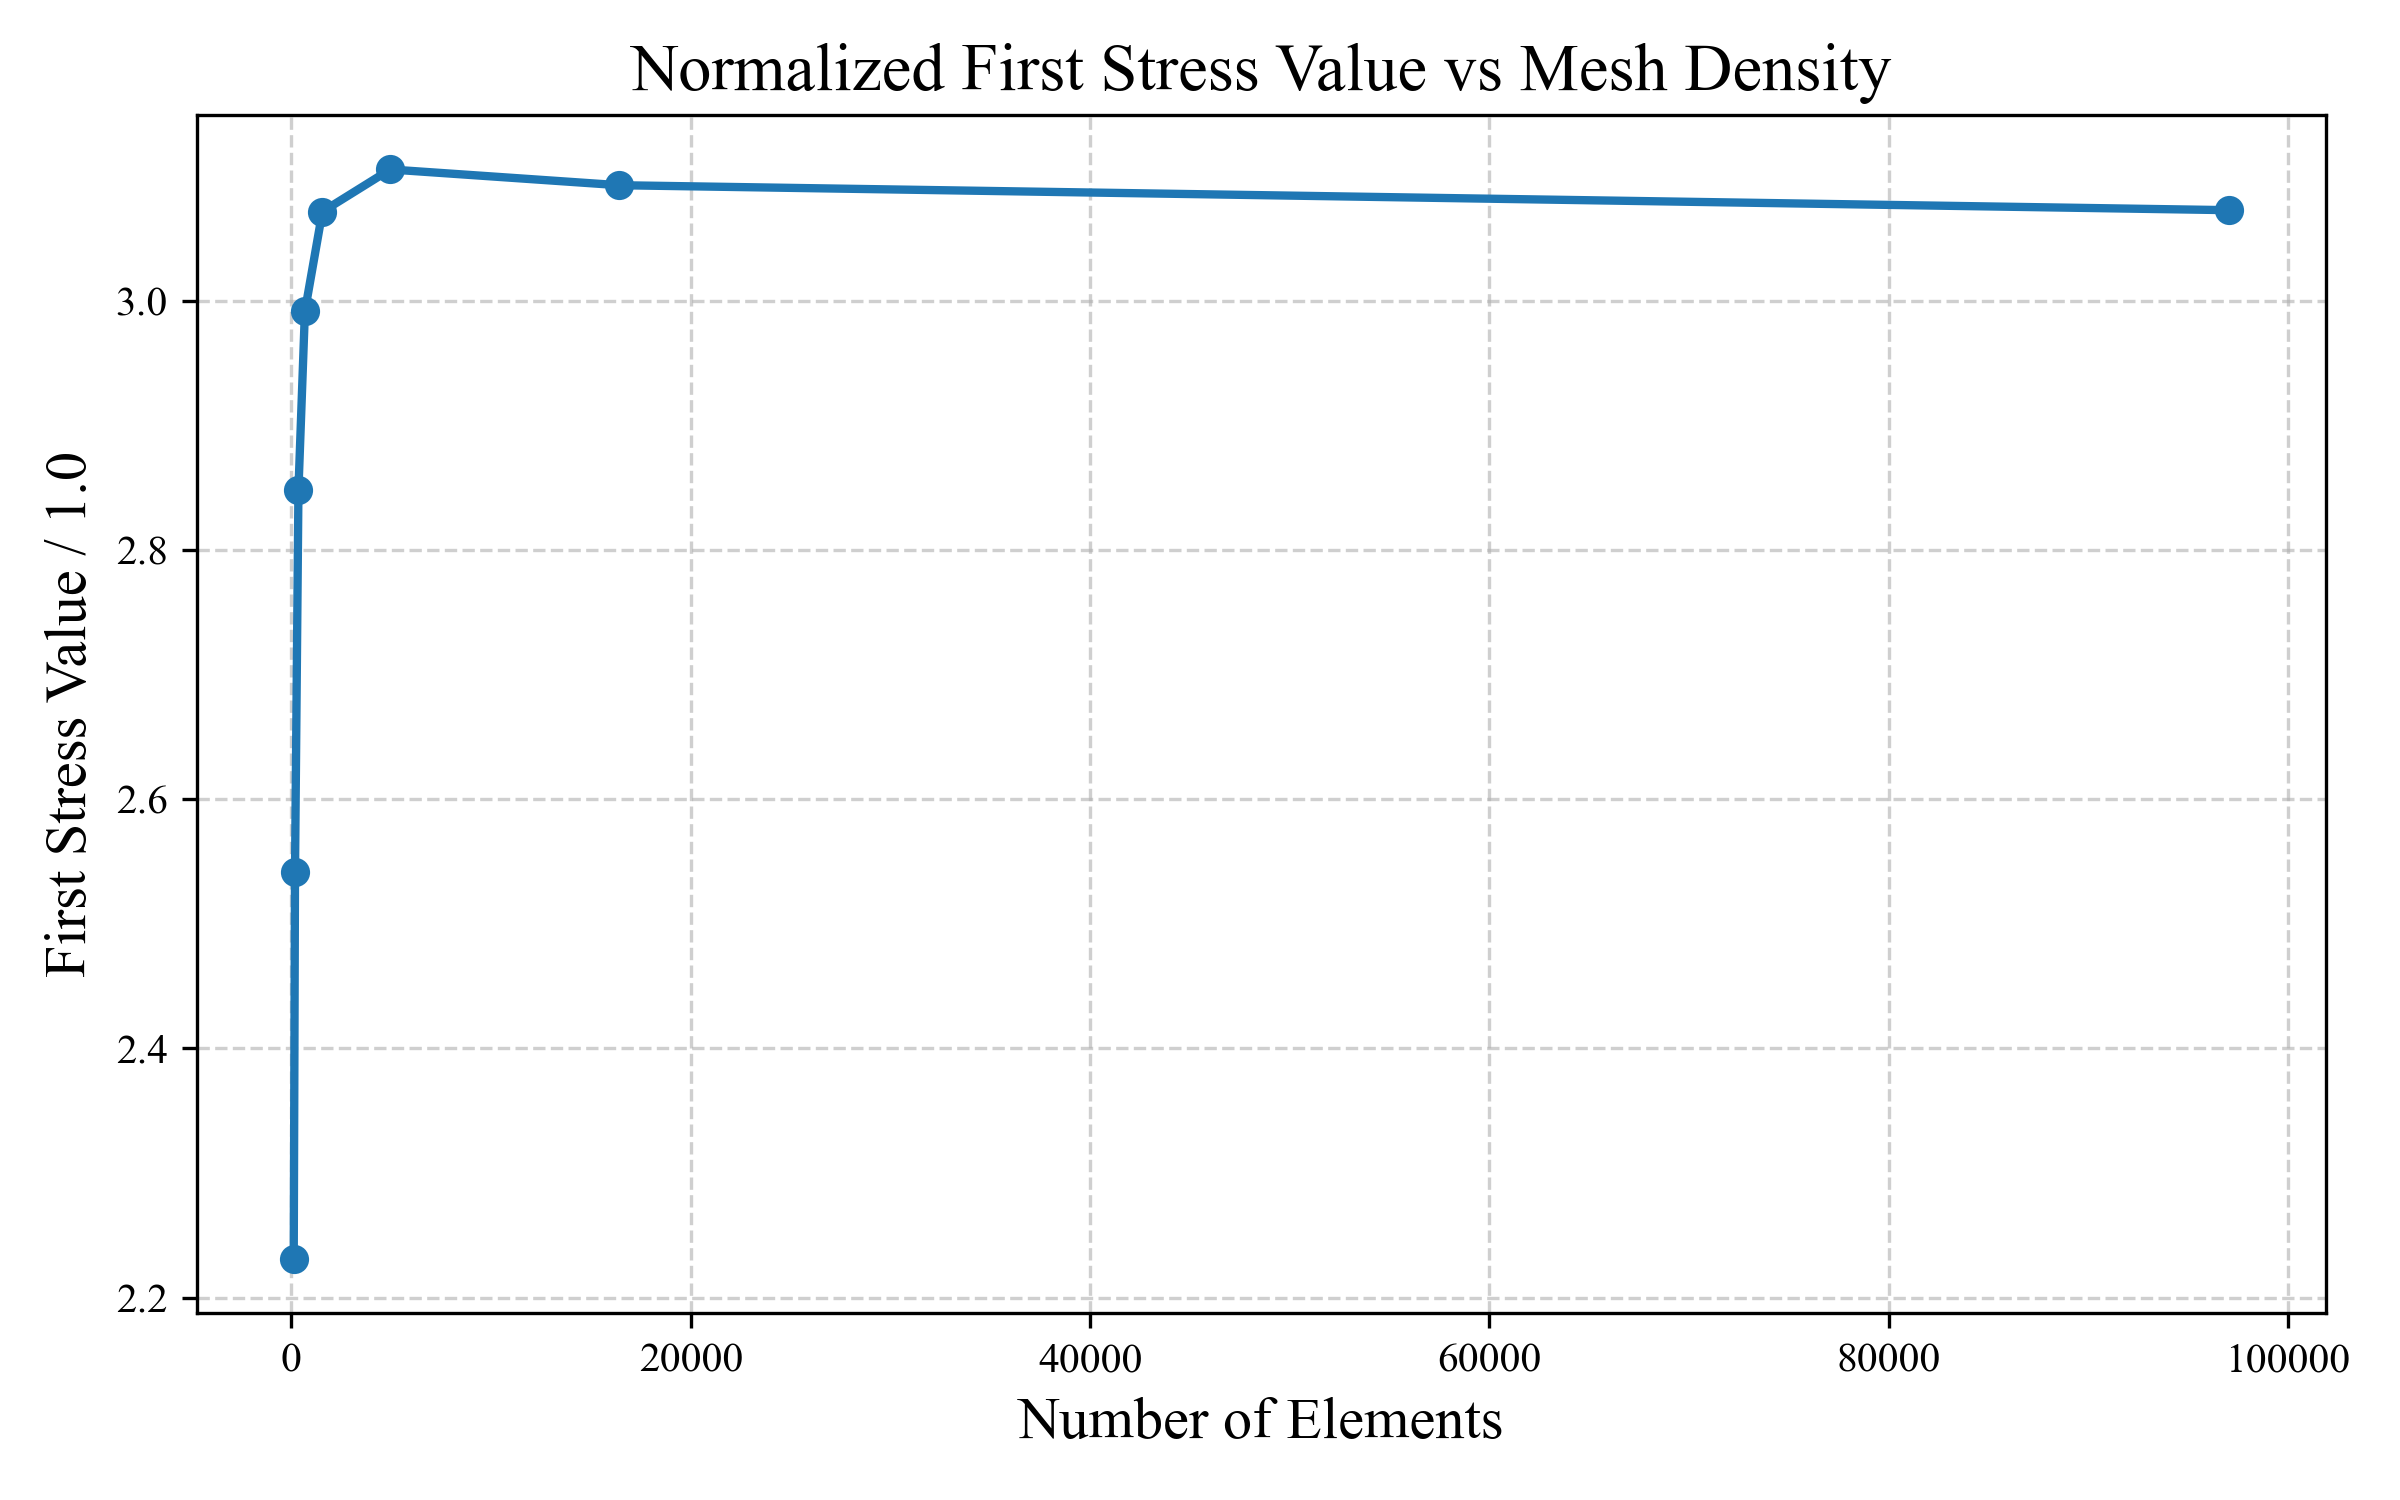 Normalized First Stress Value vs Mesh Density
First Stress Value / 1.0
3.0
2.8
2.6
2.4
2.2
0 20000 40000 60000 80000 100000
Number of Elements